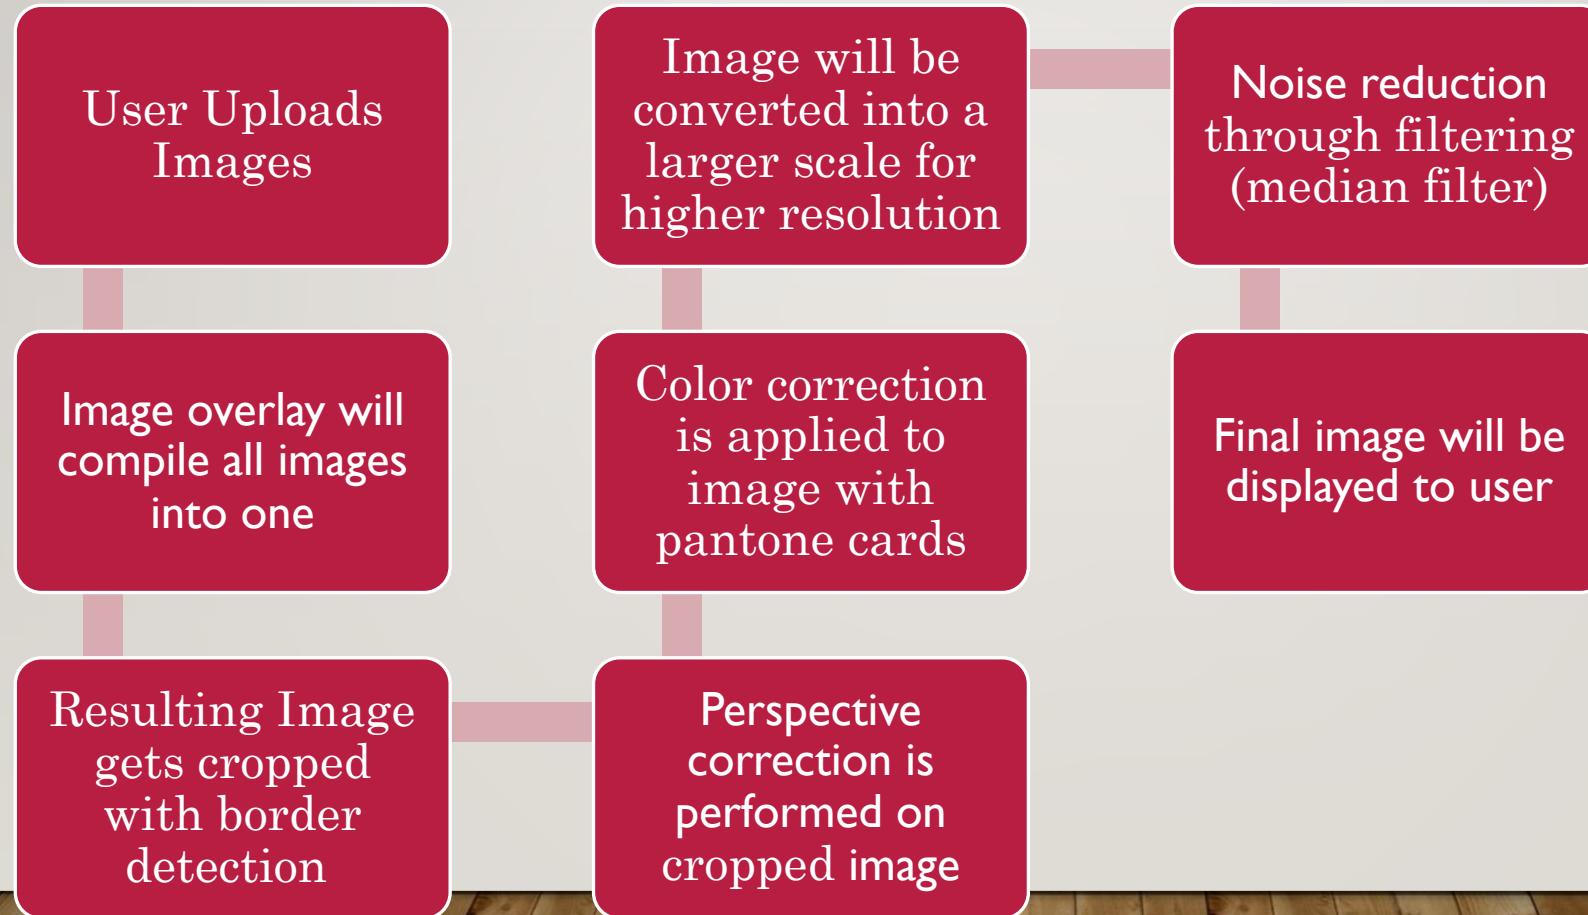 User Uploads
Images
Image overlay will
compile all images
into one
Resulting Image
gets cropped
with border
detection
Perspective
correction is
performed on
cropped image
Color correction
is applied to
image with
pantone cards
Image will be
converted into a
larger scale for
higher resolution
Noise reduction
through filtering
(median filter)
Final image will be
displayed to user